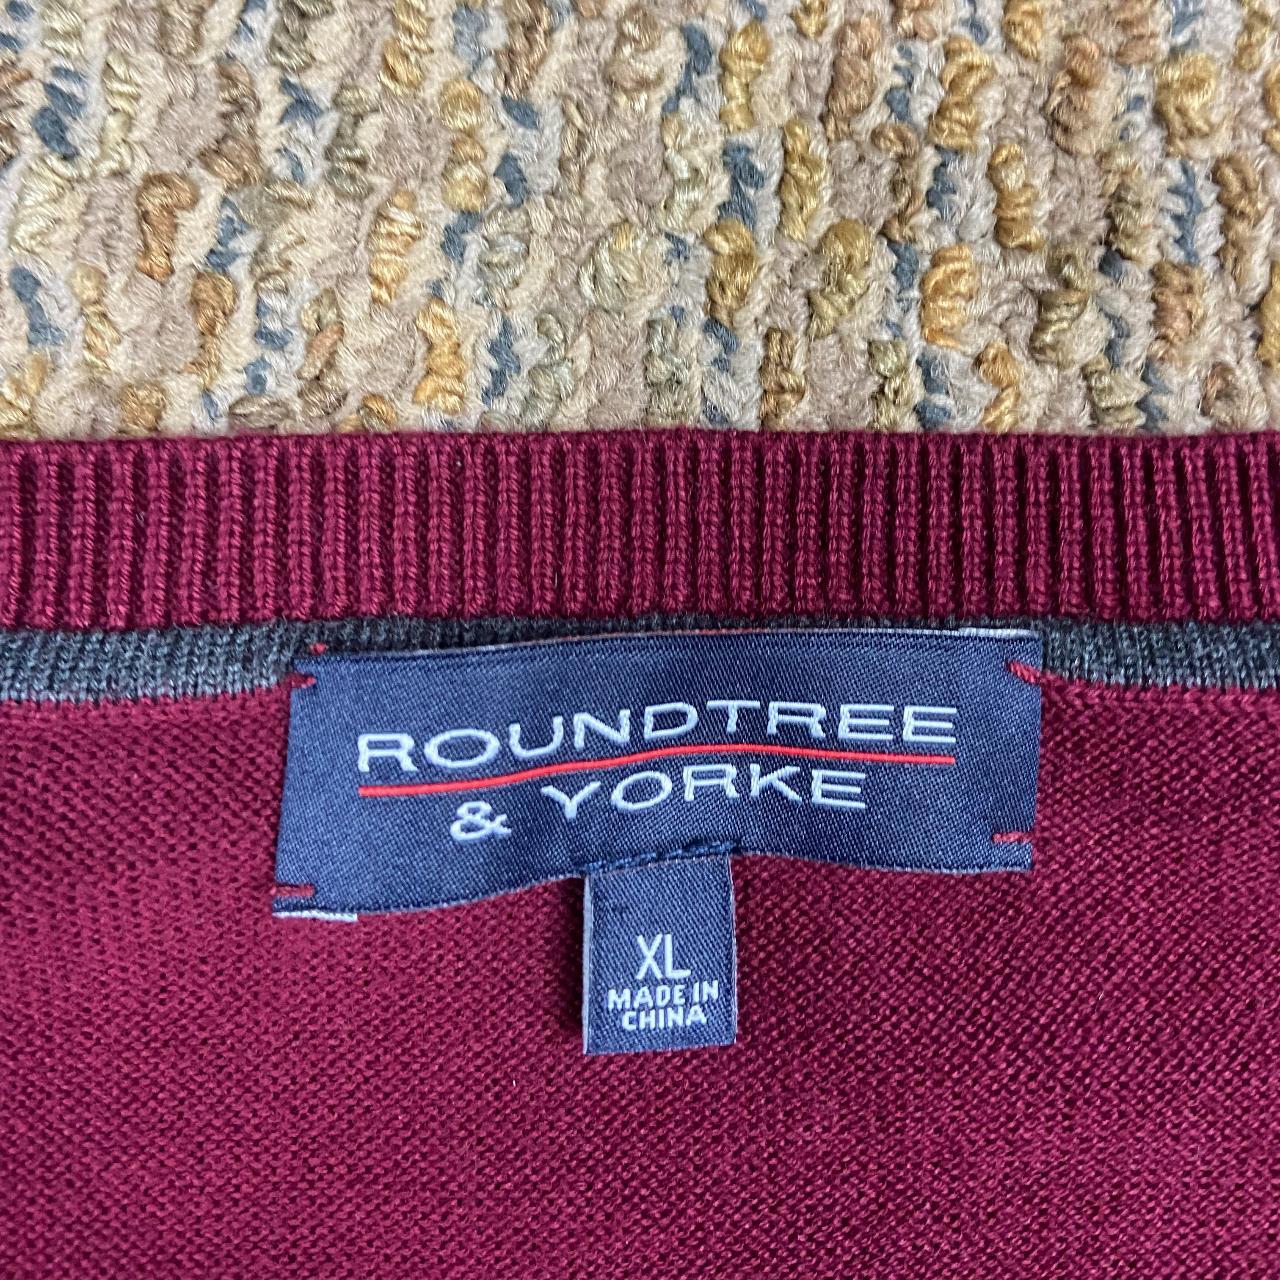 ROUNDTREE
& YORKE
XL
MADE IN
CHINA